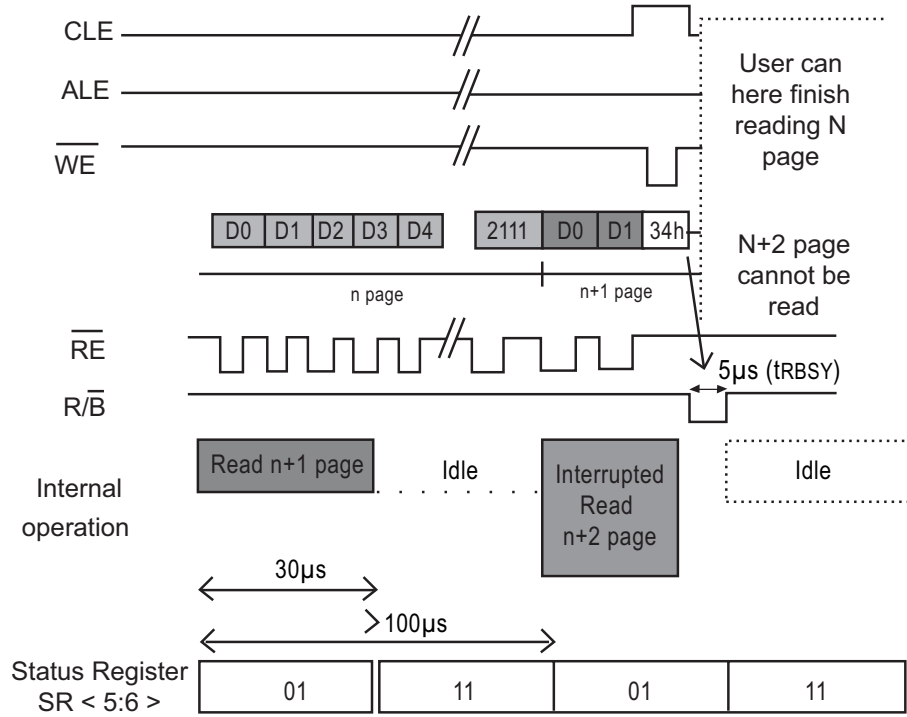 CLE
ALE
WE
User can
here finish
reading N
page
D0 D1 D2 D3 D4 2111 D0 D1 34h
n page
n+1 page
N+2 page
cannot be
read
RE
5µs (tRBSY)
R/B
Internal
operation
Read n+1 page
Idle
Interrupted
Read
n+2 page
Idle
30µs
>100µs
Status Register
SR < 5:6 >
01 11 01 11